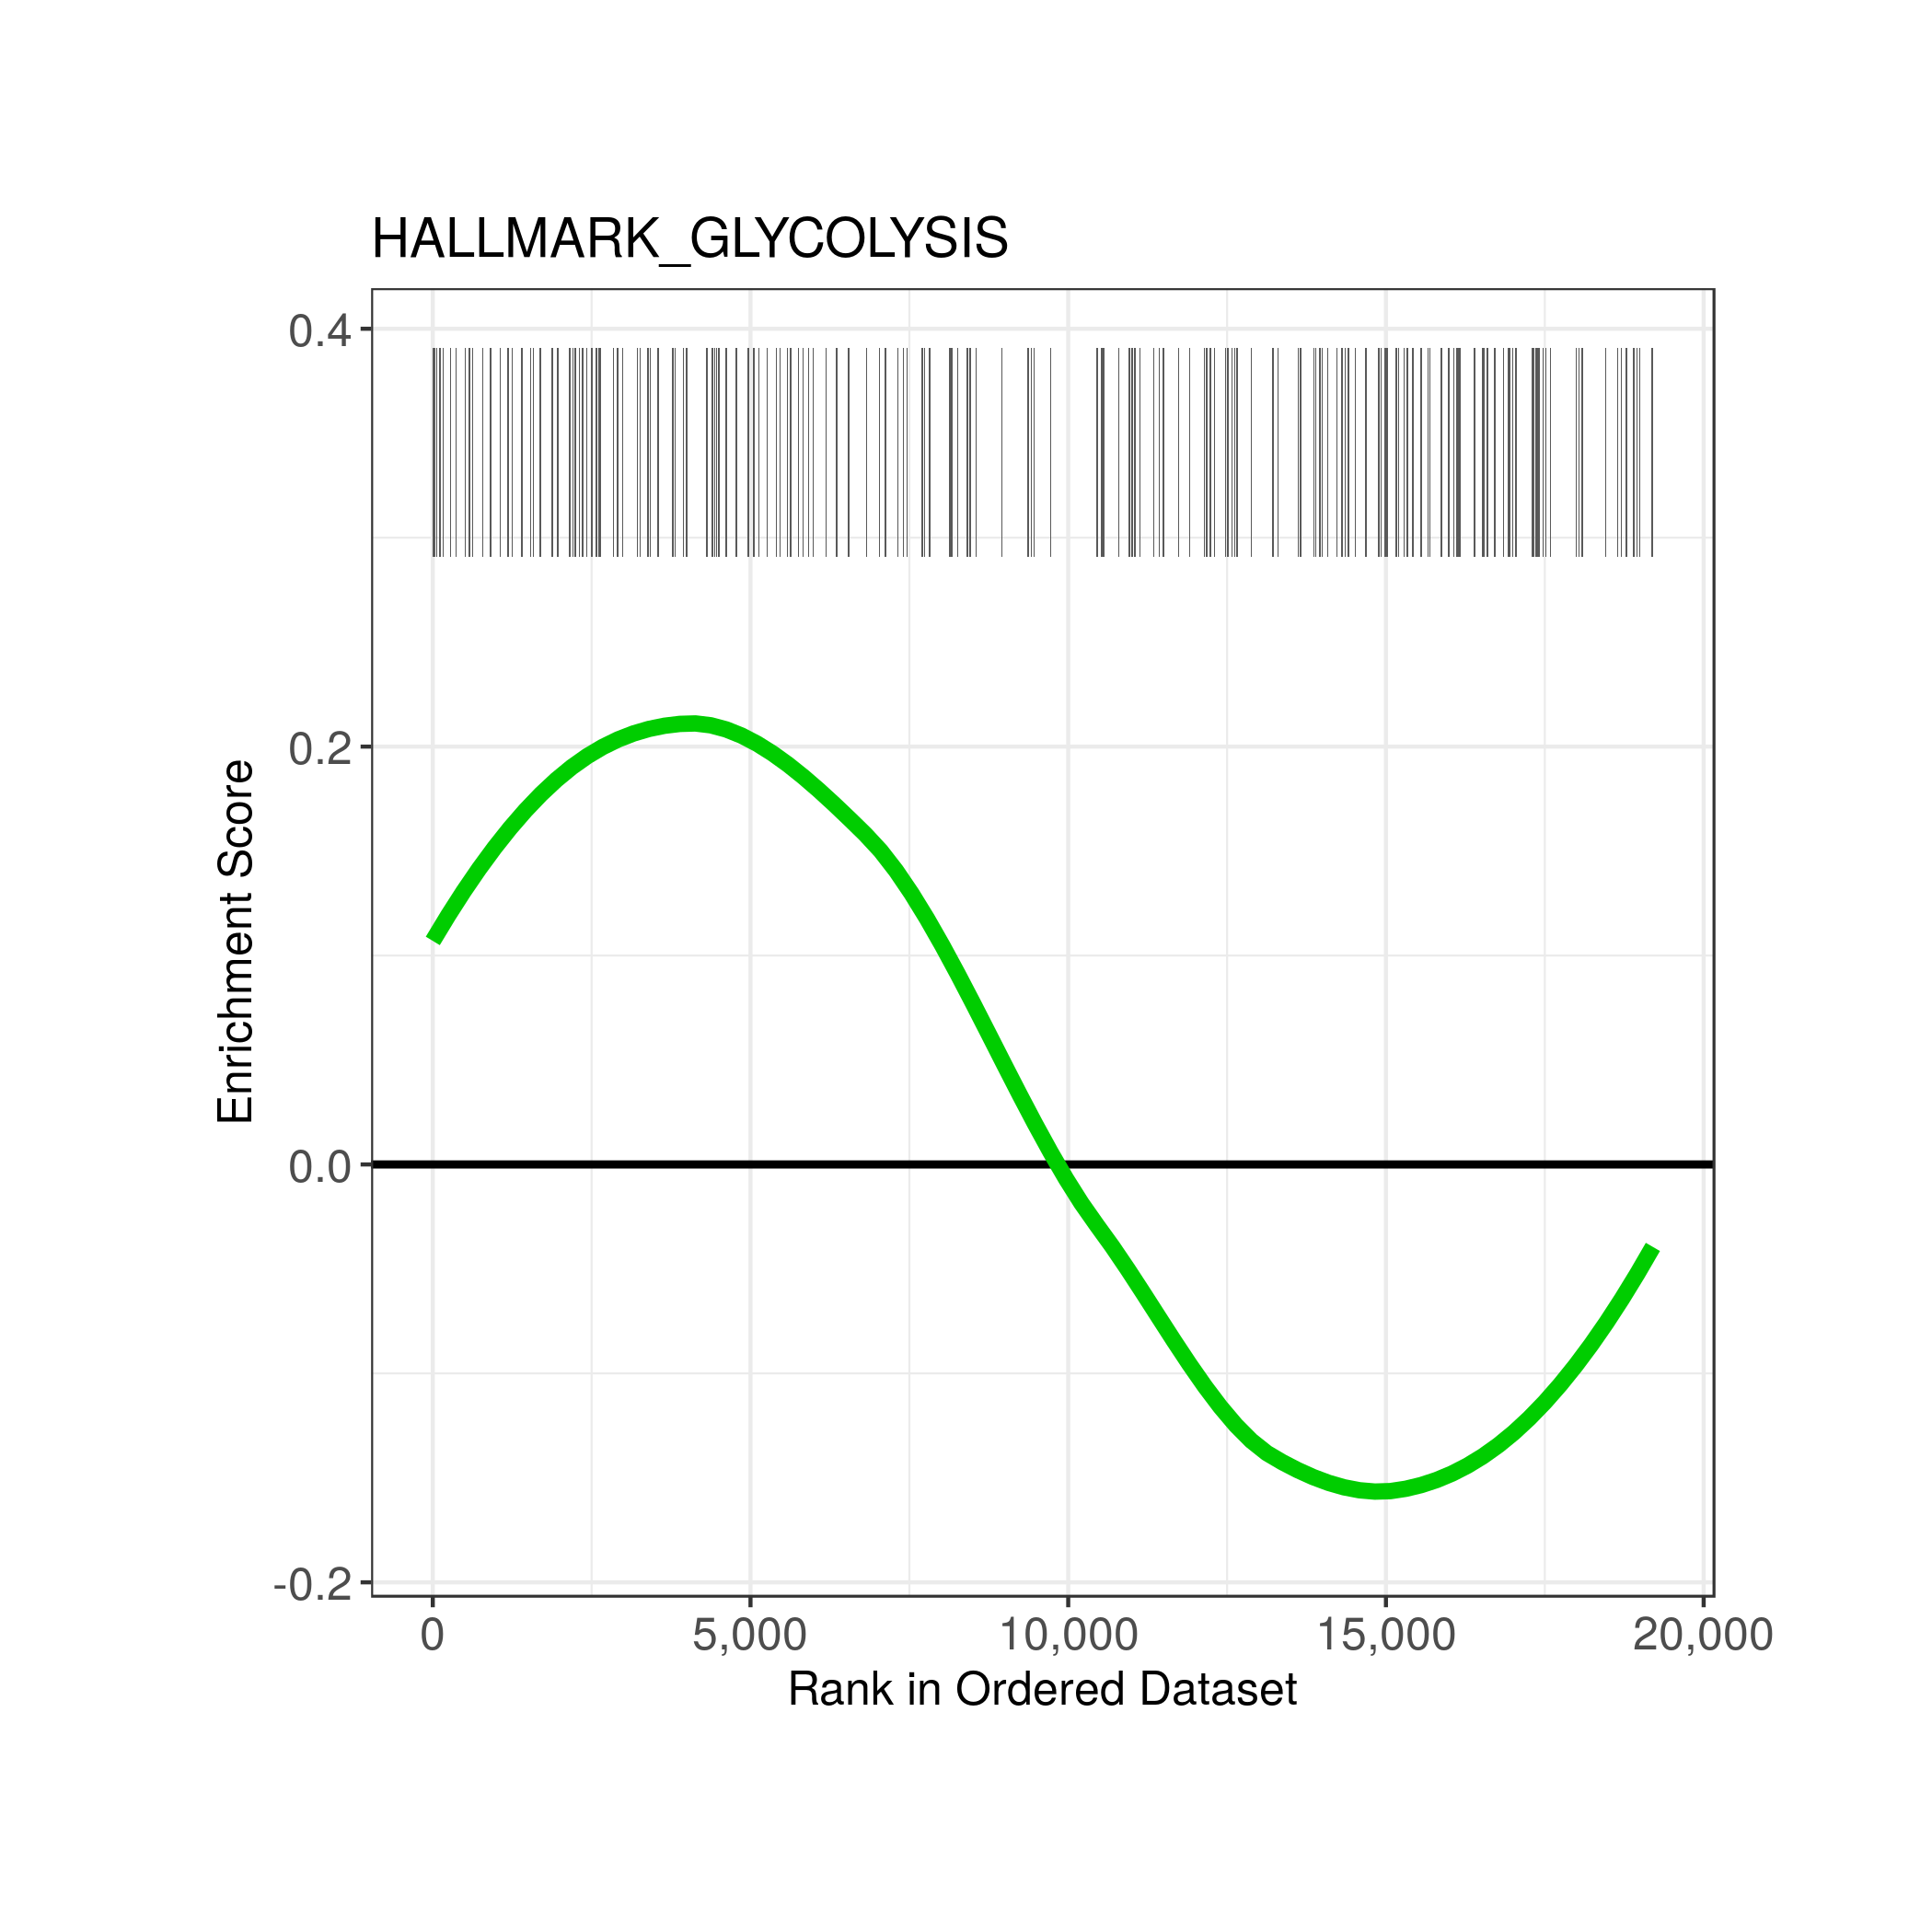 HALLMARK_GLYCOLYSIS
0.4
0.2
0.0
-0.2
Enrichment Score
0 5,000 10,000 15,000 20,000
Rank in Ordered Dataset